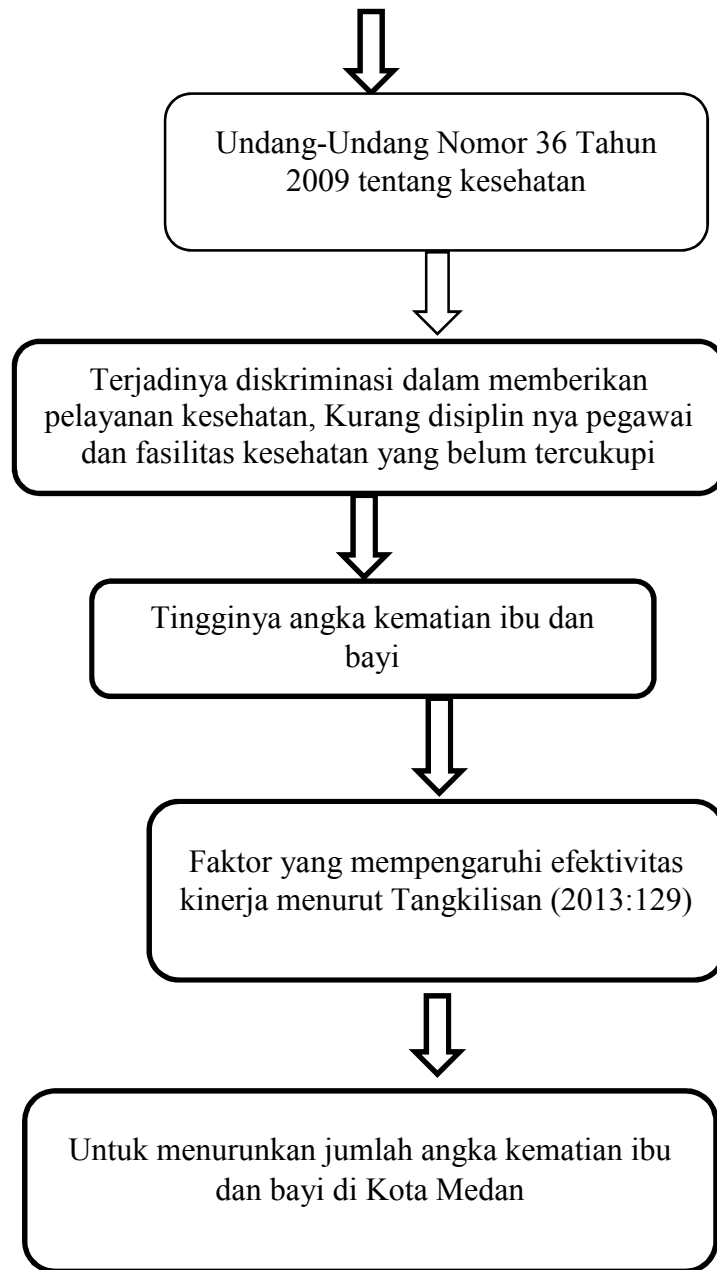 Undang-Undang Nomor 36 Tahun
2009 tentang kesehatan
Terjadinya diskriminasi dalam memberikan
pelayanan kesehatan, Kurang disiplin nya pegawai
dan fasilitas kesehatan yang belum tercukupi
Tingginya angka kematian ibu dan
bayi
Faktor yang mempengaruhi efektivitas
kinerja menurut Tangkilisan (2013:129)
Untuk menurunkan jumlah angka kematian ibu
dan bayi di Kota Medan